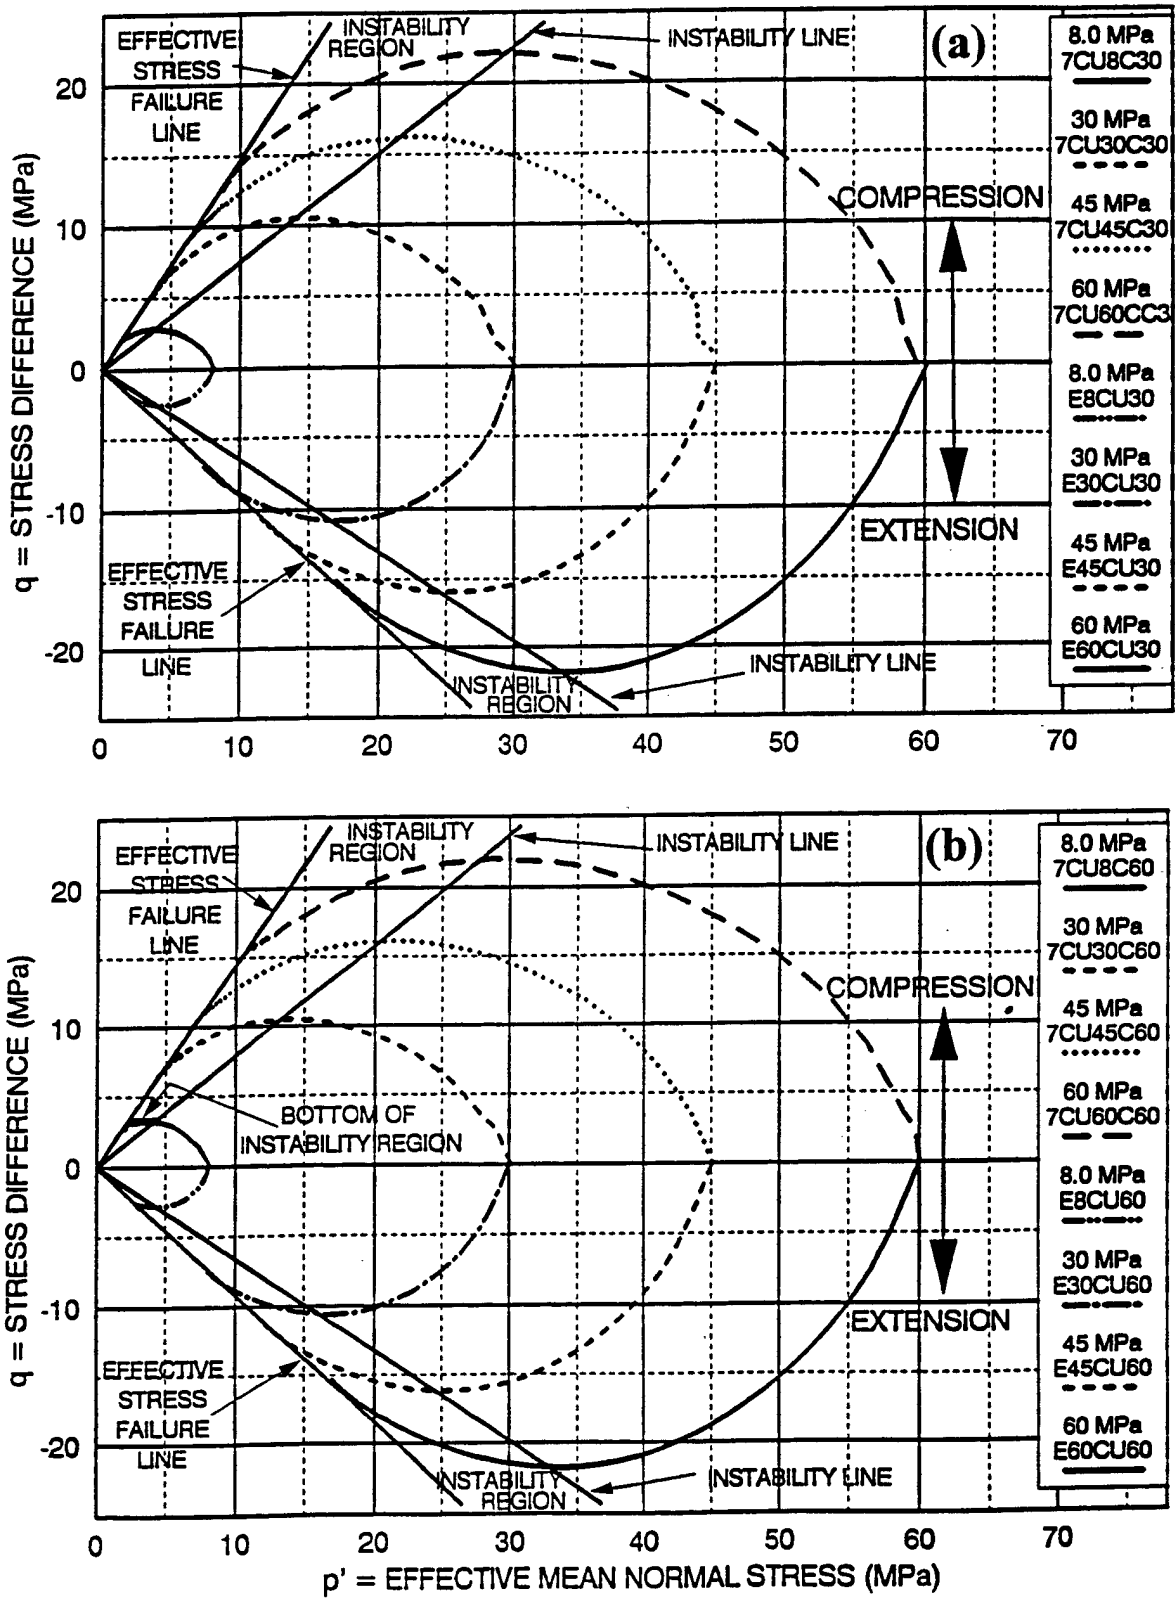 EFFECTIVE
STRESS
FAILURE
LINE
INSTABILITY
REGION
INSTABILITY LINE
(a)
COMPRESSION
EXTENSION
EFFECTIVE
STRESS
FAILURE
LINE
INSTABILITY
REGION
INSTABILITY LINE
q = STRESS DIFFERENCE (MPa)
20
10
0
-10
-20
0 10 20 30 40 50 60 70
8.0 MPa
7CU8C30
30 MPa
7CU30C30
45 MPa
7CU45C30
60 MPa
7CU60CC3
8.0 MPa
E8CU30
30 MPa
E30CU30
45 MPa
E45CU30
60 MPa
E60CU30
EFFECTIVE
STRESS
FAILURE
LINE
INSTABILITY
REGION
INSTABILITY LINE
(b)
COMPRESSION
BOTTOM OF
INSTABILITY REGION
EXTENSION
EFFECTIVE
STRESS
FAILURE
LINE
INSTABILITY
REGION
INSTABILITY LINE
q = STRESS DIFFERENCE (MPa)
20
10
0
-10
-20
0 10 20 30 40 50 60 70
p' = EFFECTIVE MEAN NORMAL STRESS (MPa)
8.0 MPa
7CU8C60
30 MPa
7CU30C60
45 MPa
7CU45C60
60 MPa
7CU60C60
8.0 MPa
E8CU60
30 MPa
E30CU60
45 MPa
E45CU60
60 MPa
E60CU60